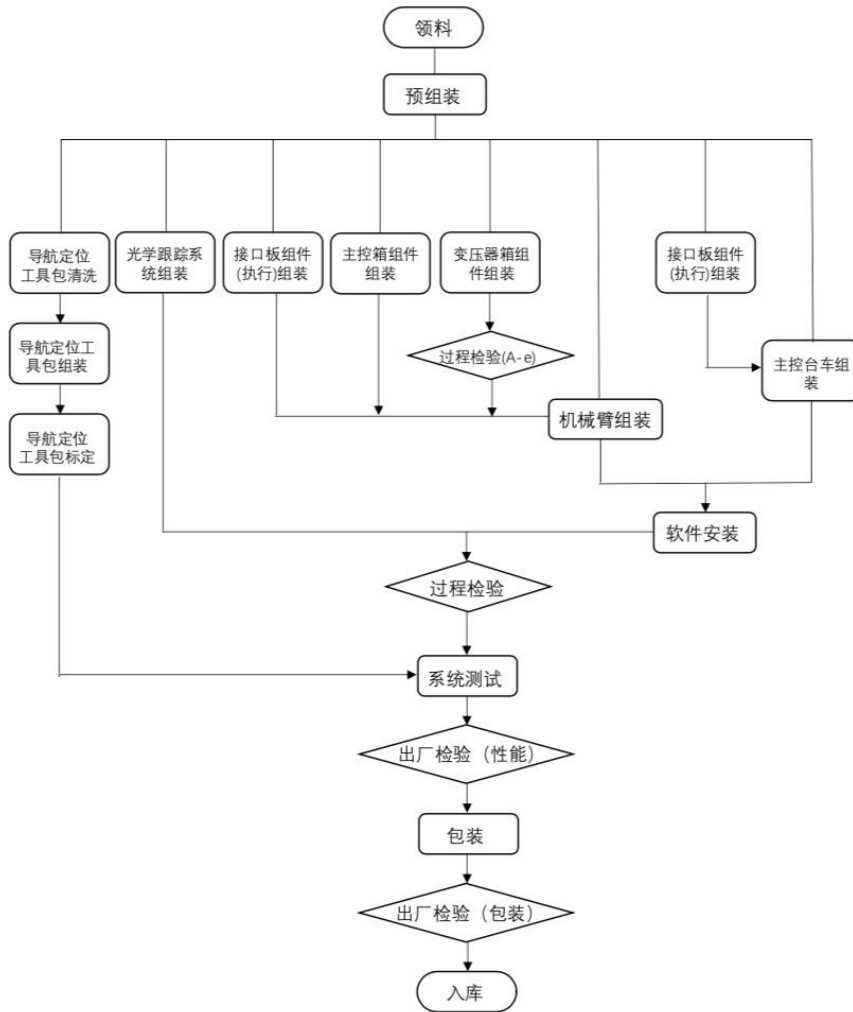 领料
预组装
导航定位
工具包清洗
光学跟踪系
统组装
接口板组件
(执行)组装
主控箱组件
组装
变压器箱组
件组装
接口板组件
(执行)组装
导航定位工
具包组装
过程检验(A-e)
主控台车组
装
导航定位
工具包标定
机械臂组装
软件安装
过程检验
系统测试
出厂检验（性能）
包装
出厂检验（包装）
入库